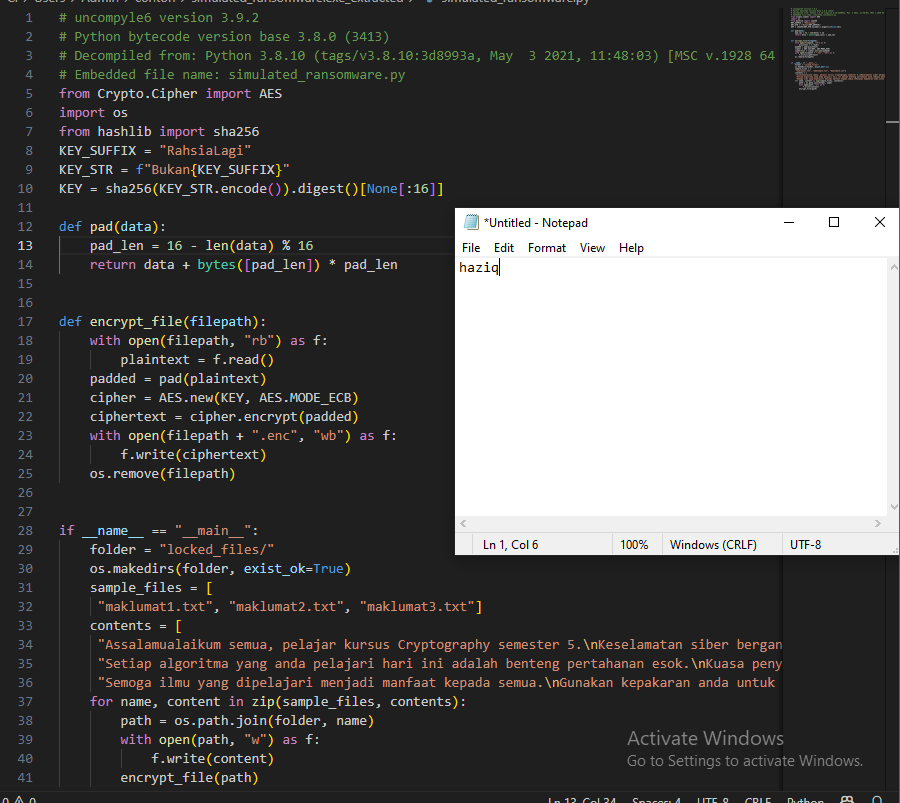 simulated_ransomware.py
1 # uncompyle6 version 3.9.2
2 # Python bytecode version base 3.8.0 (3413)
3 # Decompiled from: Python 3.8.10 (tags/v3.8.10:3d8993a, May  3 2021, 11:48:03) [MSC v.1928 64
4 # Embedded file name: simulated_ransomware.py
5 from Crypto.Cipher import AES
6 import os
7 from hashlib import sha256
8 KEY_SUFFIX = "RahsiaLagi"
9 KEY_STR = f"Bukan{KEY_SUFFIX}"
10 KEY = sha256(KEY_STR.encode()).digest()[None[:16]]
11
12 def pad(data):
13     pad_len = 16 - len(data) % 16
14     return data + bytes([pad_len]) * pad_len
15
16
17 def encrypt_file(filepath):
18     with open(filepath, "rb") as f:
19         plaintext = f.read()
20     padded = pad(plaintext)
21     cipher = AES.new(KEY, AES.MODE_ECB)
22     ciphertext = cipher.encrypt(padded)
23     with open(filepath + ".enc", "wb") as f:
24         f.write(ciphertext)
25     os.remove(filepath)
26
27
28 if __name__ == "__main__":
29     folder = "locked_files/"
30     os.makedirs(folder, exist_ok=True)
31     sample_files = [
32      "maklumat1.txt", "maklumat2.txt", "maklumat3.txt"]
33     contents = [
34      "Assalamualaikum semua, pelajar kursus Cryptography semester 5.\nKeselamatan siber bergan
35      "Setiap algoritma yang anda pelajari hari ini adalah benteng pertahanan esok.\nKuasa peny
36      "Semoga ilmu yang dipelajari menjadi manfaat kepada semua.\nGunakan kepakaran anda untuk
37     for name, content in zip(sample_files, contents):
38         path = os.path.join(folder, name)
39         with open(path, "w") as f:
40             f.write(content)
41         encrypt_file(path)
*Untitled - Notepad
File Edit Format View Help
haziq
Ln 1, Col 6 100% Windows (CRLF) UTF-8
Activate Windows
Go to Settings to activate Windows.
Ln 13, Col 34 Spaces: 4 UTF-8 CRLF Python